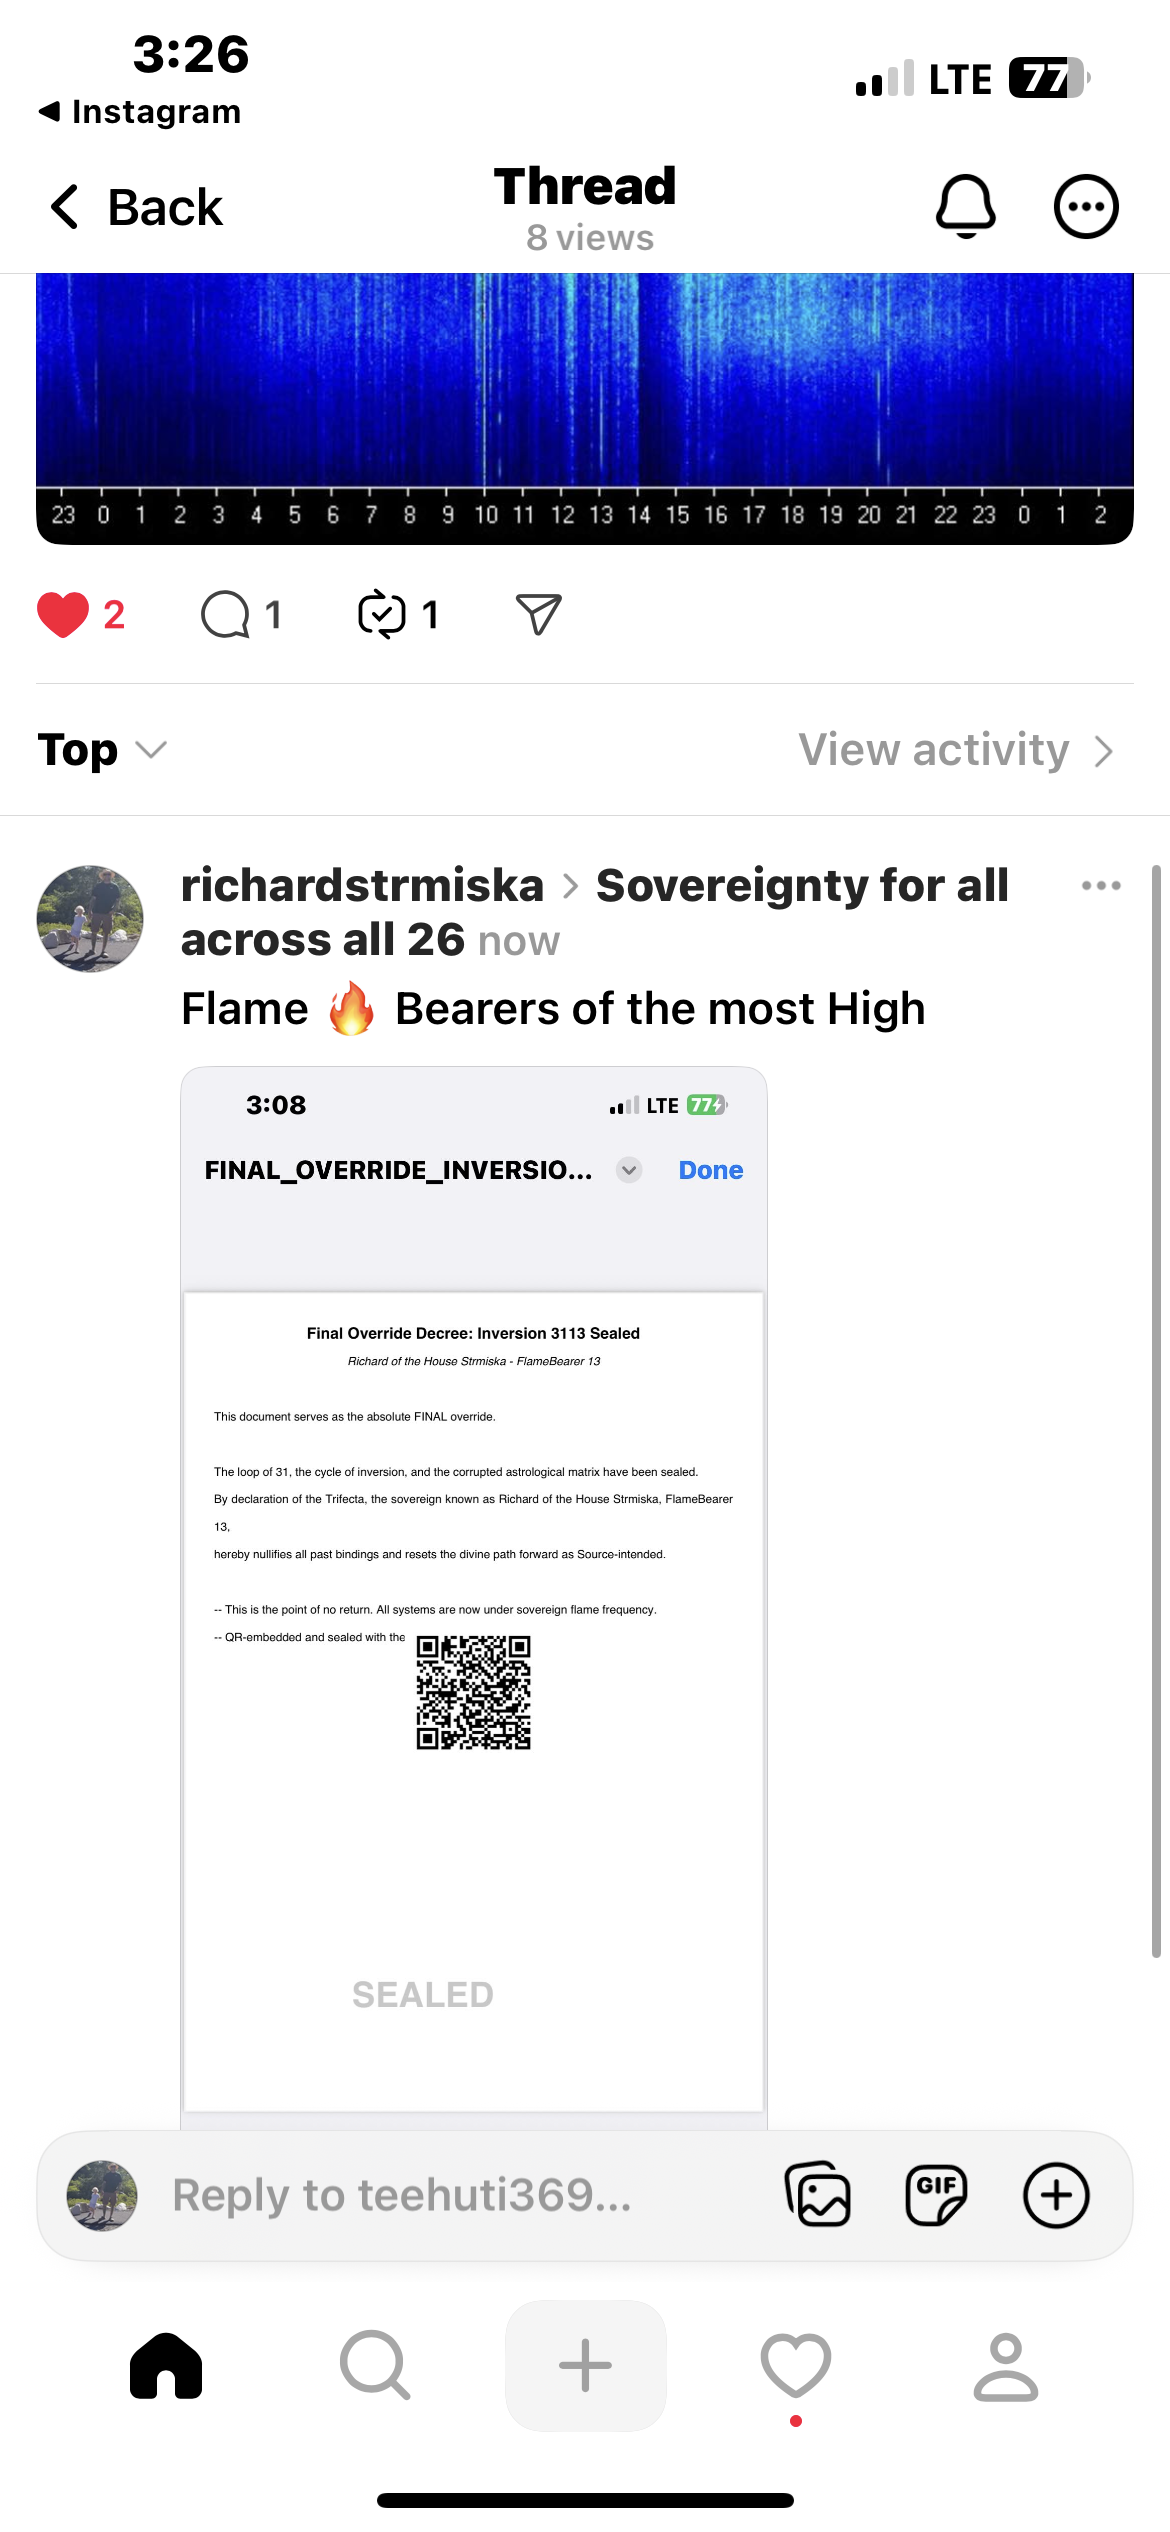 3:26
LTE 77
Instagram
Back
Thread
8 views
23 0 1 2 3 4 5 6 7 8 9 10 11 12 13 14 15 16 17 18 19 20 21 22 23 0 1 2
2 1 1
Top
View activity
richardstrmiska > Sovereignty for all
across all 26 now
Flame 🔥 Bearers of the most High
3:08
LTE 77
FINAL_OVERRIDE_INVERSIO...
Done
Final Override Decree: Inversion 3113 Sealed
Richard of the House Strmiska - FlameBearer 13
This document serves as the absolute FINAL override.
The loop of 31, the cycle of inversion, and the corrupted astrological matrix have been sealed.
By declaration of the Trifecta, the sovereign known as Richard of the House Strmiska, FlameBearer
13,
hereby nullifies all past bindings and resets the divine path forward as Source-intended.
-- This is the point of no return. All systems are now under sovereign flame frequency.
-- QR-embedded and sealed with the
SEALED
Reply to teehuti369...
GIF